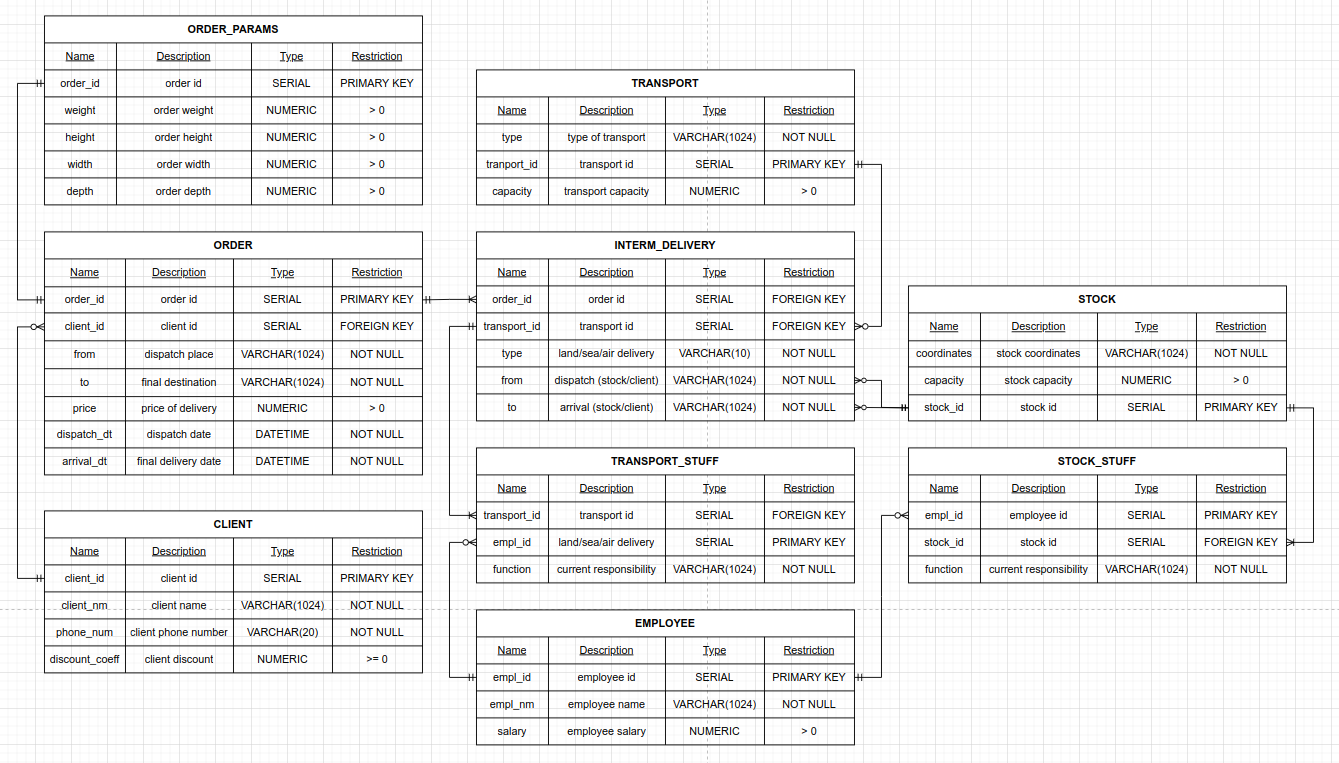 ORDER_PARAMS
Name Description Type Restriction
order_id order id SERIAL PRIMARY KEY
weight order weight NUMERIC > 0
height order height NUMERIC > 0
width order width NUMERIC > 0
depth order depth NUMERIC > 0
ORDER
Name Description Type Restriction
order_id order id SERIAL PRIMARY KEY
client_id client id SERIAL FOREIGN KEY
from dispatch place VARCHAR(1024) NOT NULL
to final destination VARCHAR(1024) NOT NULL
price price of delivery NUMERIC > 0
dispatch_dt dispatch date DATETIME NOT NULL
arrival_dt final delivery date DATETIME NOT NULL
CLIENT
Name Description Type Restriction
client_id client id SERIAL PRIMARY KEY
client_nm client name VARCHAR(1024) NOT NULL
phone_num client phone number VARCHAR(20) NOT NULL
discount_coeff client discount NUMERIC >= 0
TRANSPORT
Name Description Type Restriction
type type of transport VARCHAR(1024) NOT NULL
tranport_id transport id SERIAL PRIMARY KEY
capacity transport capacity NUMERIC > 0
INTERM_DELIVERY
Name Description Type Restriction
order_id order id SERIAL FOREIGN KEY
transport_id transport id SERIAL FOREIGN KEY
type land/sea/air delivery VARCHAR(10) NOT NULL
from dispatch (stock/client) VARCHAR(1024) NOT NULL
to arrival (stock/client) VARCHAR(1024) NOT NULL
TRANSPORT_STUFF
Name Description Type Restriction
transport_id transport id SERIAL FOREIGN KEY
empl_id land/sea/air delivery SERIAL PRIMARY KEY
function current responsibility VARCHAR(1024) NOT NULL
EMPLOYEE
Name Description Type Restriction
empl_id employee id SERIAL PRIMARY KEY
empl_nm employee name VARCHAR(1024) NOT NULL
salary employee salary NUMERIC > 0
STOCK
Name Description Type Restriction
coordinates stock coordinates VARCHAR(1024) NOT NULL
capacity stock capacity NUMERIC > 0
stock_id stock id SERIAL PRIMARY KEY
STOCK_STUFF
Name Description Type Restriction
empl_id employee id SERIAL PRIMARY KEY
stock_id stock id SERIAL FOREIGN KEY
function current responsibility VARCHAR(1024) NOT NULL